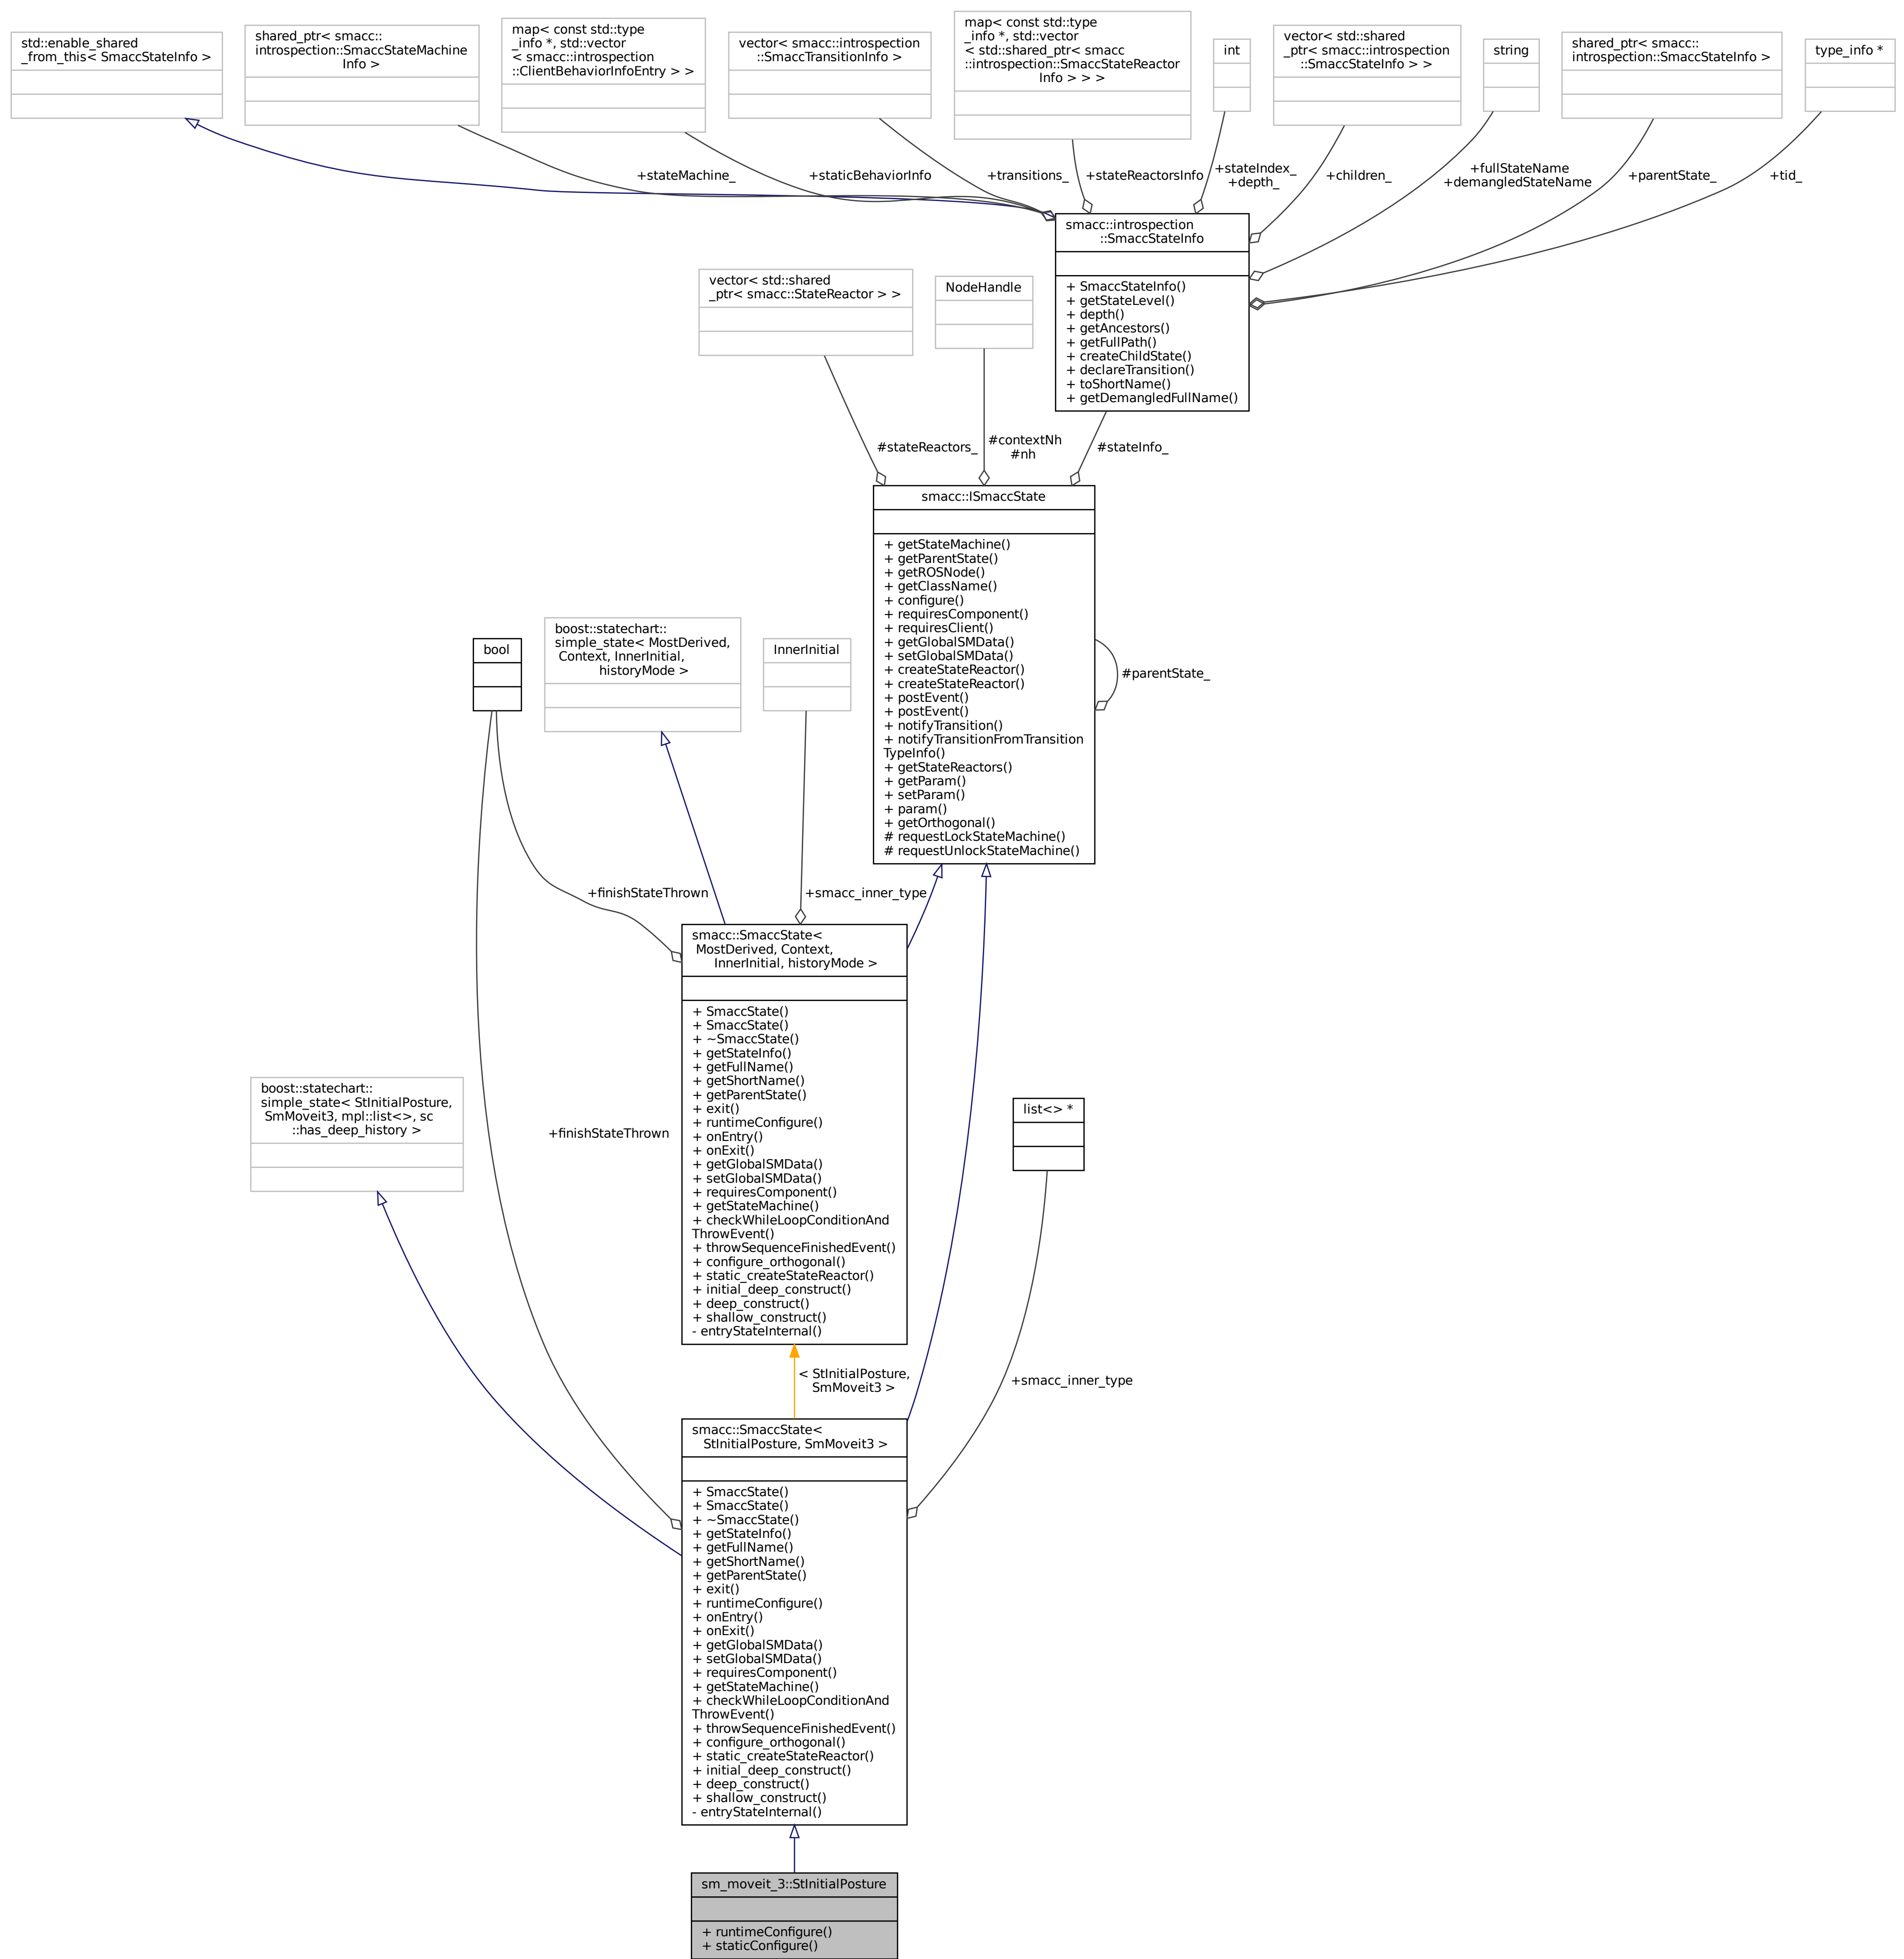 std::enable_shared
_from_this< SmaccStateInfo >
shared_ptr< smacc::
introspection::SmaccStateMachine
Info >
map< const std::type
_info *, std::vector
< smacc::introspection
::ClientBehaviorInfoEntry > >
vector< smacc::introspection
::SmaccTransitionInfo >
map< const std::type
_info *, std::vector
< std::shared_ptr< smacc
::introspection::SmaccStateReactor
Info > > >
int
vector< std::shared
_ptr< smacc::introspection
::SmaccStateInfo > >
string
shared_ptr< smacc::
introspection::SmaccStateInfo >
type_info *
+stateMachine_
+staticBehaviorInfo
+transitions_
+stateReactorsInfo
+stateIndex_
+depth_
+children_
+fullStateName
+demangledStateName
+parentState_
+tid_
smacc::introspection
::SmaccStateInfo
+ SmaccStateInfo()
+ getStateLevel()
+ depth()
+ getAncestors()
+ getFullPath()
+ createChildState()
+ declareTransition()
+ toShortName()
+ getDemangledFullName()
vector< std::shared
_ptr< smacc::StateReactor > >
NodeHandle
#stateReactors_
#contextNh
#nh
#stateInfo_
smacc::ISmaccState
+ getStateMachine()
+ getParentState()
+ getROSNode()
+ getClassName()
+ configure()
+ requiresComponent()
+ requiresClient()
+ getGlobalSMData()
+ setGlobalSMData()
+ createStateReactor()
+ createStateReactor()
+ postEvent()
+ postEvent()
+ notifyTransition()
+ notifyTransitionFromTransition
TypeInfo()
+ getStateReactors()
+ getParam()
+ setParam()
+ param()
+ getOrthogonal()
# requestLockStateMachine()
# requestUnlockStateMachine()
#parentState_
bool
boost::statechart::
simple_state< MostDerived,
Context, InnerInitial,
historyMode >
InnerInitial
+finishStateThrown
+smacc_inner_type
smacc::SmaccState<
MostDerived, Context,
InnerInitial, historyMode >
+ SmaccState()
+ SmaccState()
+ ~SmaccState()
+ getStateInfo()
+ getFullName()
+ getShortName()
+ getParentState()
+ exit()
+ runtimeConfigure()
+ onEntry()
+ onExit()
+ getGlobalSMData()
+ setGlobalSMData()
+ requiresComponent()
+ getStateMachine()
+ checkWhileLoopConditionAnd
ThrowEvent()
+ throwSequenceFinishedEvent()
+ configure_orthogonal()
+ static_createStateReactor()
+ initial_deep_construct()
+ deep_construct()
+ shallow_construct()
- entryStateInternal()
boost::statechart::
simple_state< StInitialPosture,
SmMoveit3, mpl::list<>, sc
::has_deep_history >
+finishStateThrown
list<> *
< StInitialPosture,
SmMoveit3 >
+smacc_inner_type
smacc::SmaccState<
StInitialPosture, SmMoveit3 >
+ SmaccState()
+ SmaccState()
+ ~SmaccState()
+ getStateInfo()
+ getFullName()
+ getShortName()
+ getParentState()
+ exit()
+ runtimeConfigure()
+ onEntry()
+ onExit()
+ getGlobalSMData()
+ setGlobalSMData()
+ requiresComponent()
+ getStateMachine()
+ checkWhileLoopConditionAnd
ThrowEvent()
+ throwSequenceFinishedEvent()
+ configure_orthogonal()
+ static_createStateReactor()
+ initial_deep_construct()
+ deep_construct()
+ shallow_construct()
- entryStateInternal()
sm_moveit_3::StInitialPosture
+ runtimeConfigure()
+ staticConfigure()